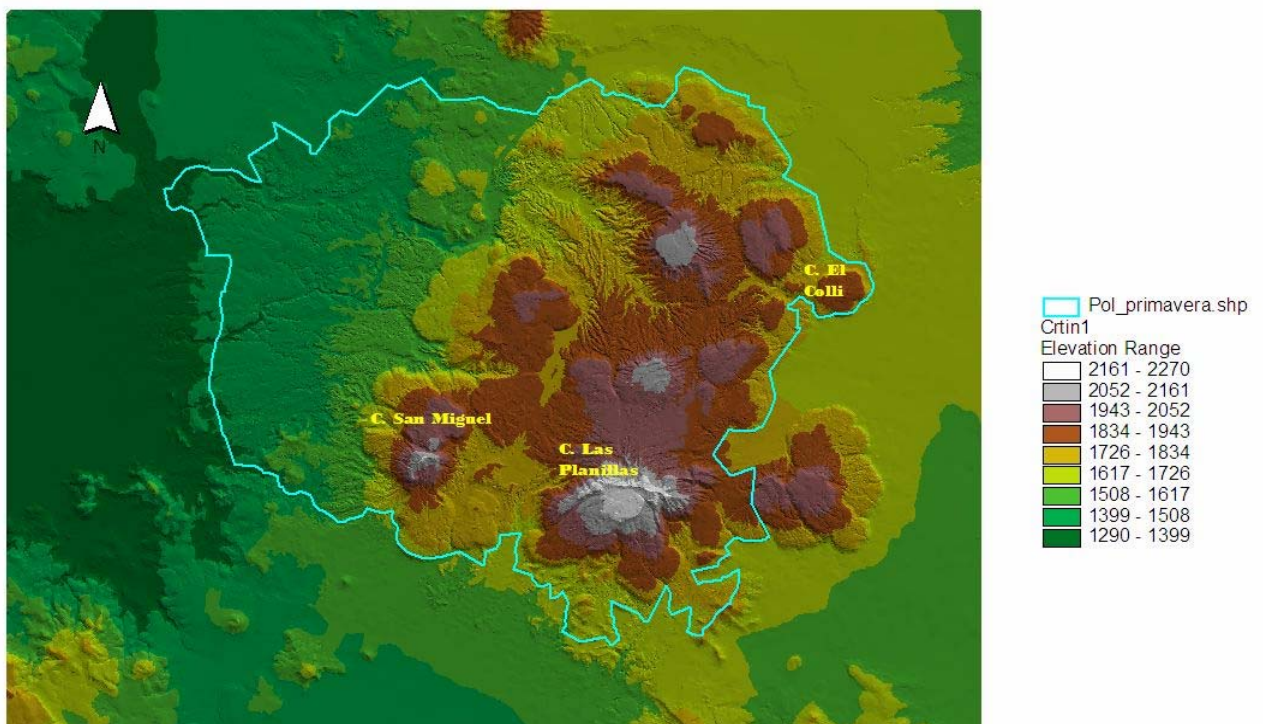 N
C. El
Colli
C. San Miguel
C. Las
Planillas
Pol_primavera.shp
Crtin1
Elevation Range
2161 - 2270
2052 - 2161
1943 - 2052
1834 - 1943
1726 - 1834
1617 - 1726
1508 - 1617
1399 - 1508
1290 - 1399